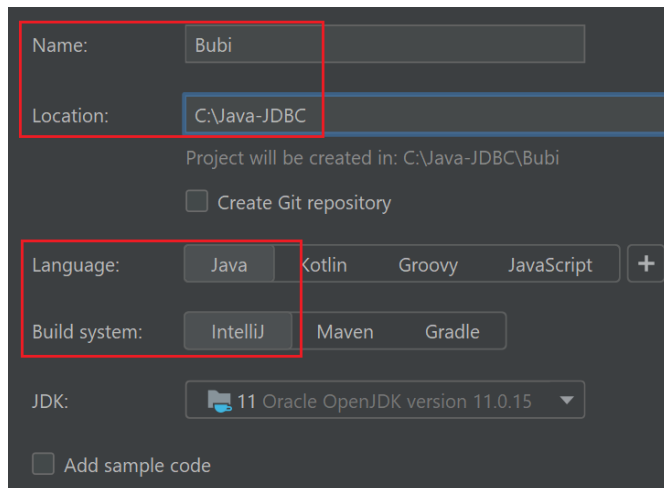 Name: Bubi
Location: C:\Java-JDBC
Project will be created in: C:\Java-JDBC\Bubi
Create Git repository
Language: Java Kotlin Groovy JavaScript +
Build system: IntelliJ Maven Gradle
JDK: 11 Oracle OpenJDK version 11.0.15
Add sample code